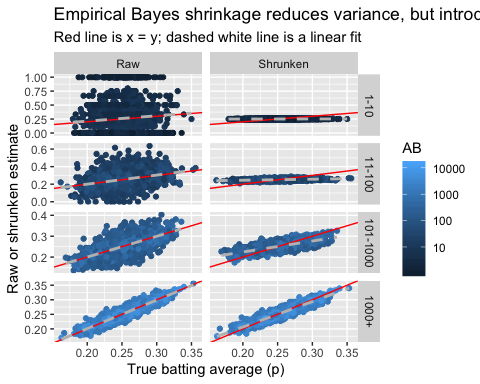 Empirical Bayes shrinkage reduces variance, but introd
Red line is x = y; dashed white line is a linear fit
Raw
Shrunken
1.00
0.75
0.50
0.25
0.00
1-10
0.6
0.4
0.2
0.0
11-100
0.4
0.3
0.2
101-1000
0.35
0.30
0.25
0.20
1000+
0.20 0.25 0.30 0.35
0.20 0.25 0.30 0.35
True batting average (p)
Raw or shrunken estimate
AB
10000
1000
100
10